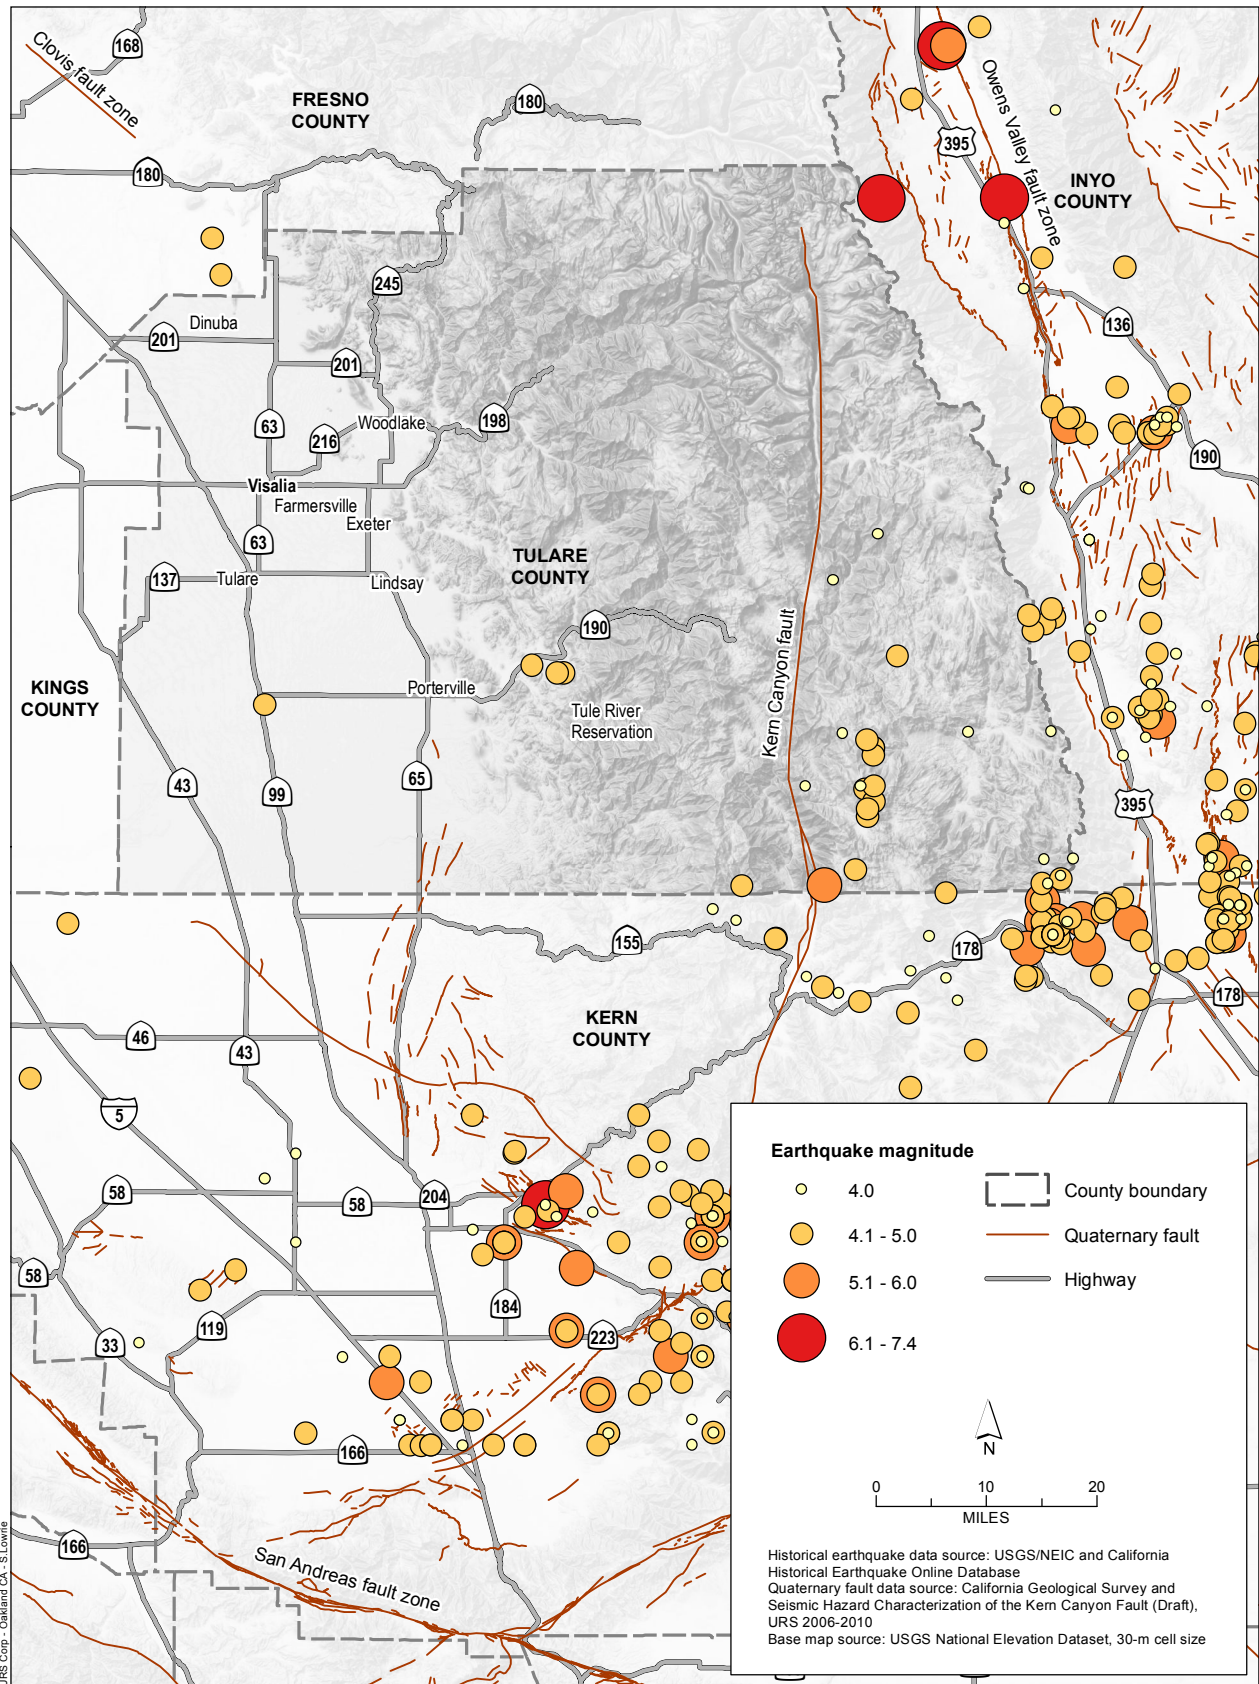 168
Clovis fault zone
FRESNO
COUNTY
180
180
395
Owens Valley fault zone
INYO
COUNTY
245
136
Dinuba
201
201
63
216
Woodlake
198
190
Visalia
Farmersville
Exeter
63
TULARE
COUNTY
137
Tulare
Lindsay
190
Kern Canyon fault
KINGS
COUNTY
Porterville
Tule River
Reservation
43
99
65
395
155
178
178
KERN
COUNTY
46
43
5
58
58
204
58
184
119
33
223
166
166
San Andreas fault zone
Earthquake magnitude
4.0
4.1 - 5.0
5.1 - 6.0
6.1 - 7.4
County boundary
Quaternary fault
Highway
N
0 10 20
MILES
Historical earthquake data source: USGS/NEIC and California
Historical Earthquake Online Database
Quaternary fault data source: California Geological Survey and
Seismic Hazard Characterization of the Kern Canyon Fault (Draft),
URS 2006-2010
Base map source: USGS National Elevation Dataset, 30-m cell size
URS Corp - Oakland CA - S.Lowrie